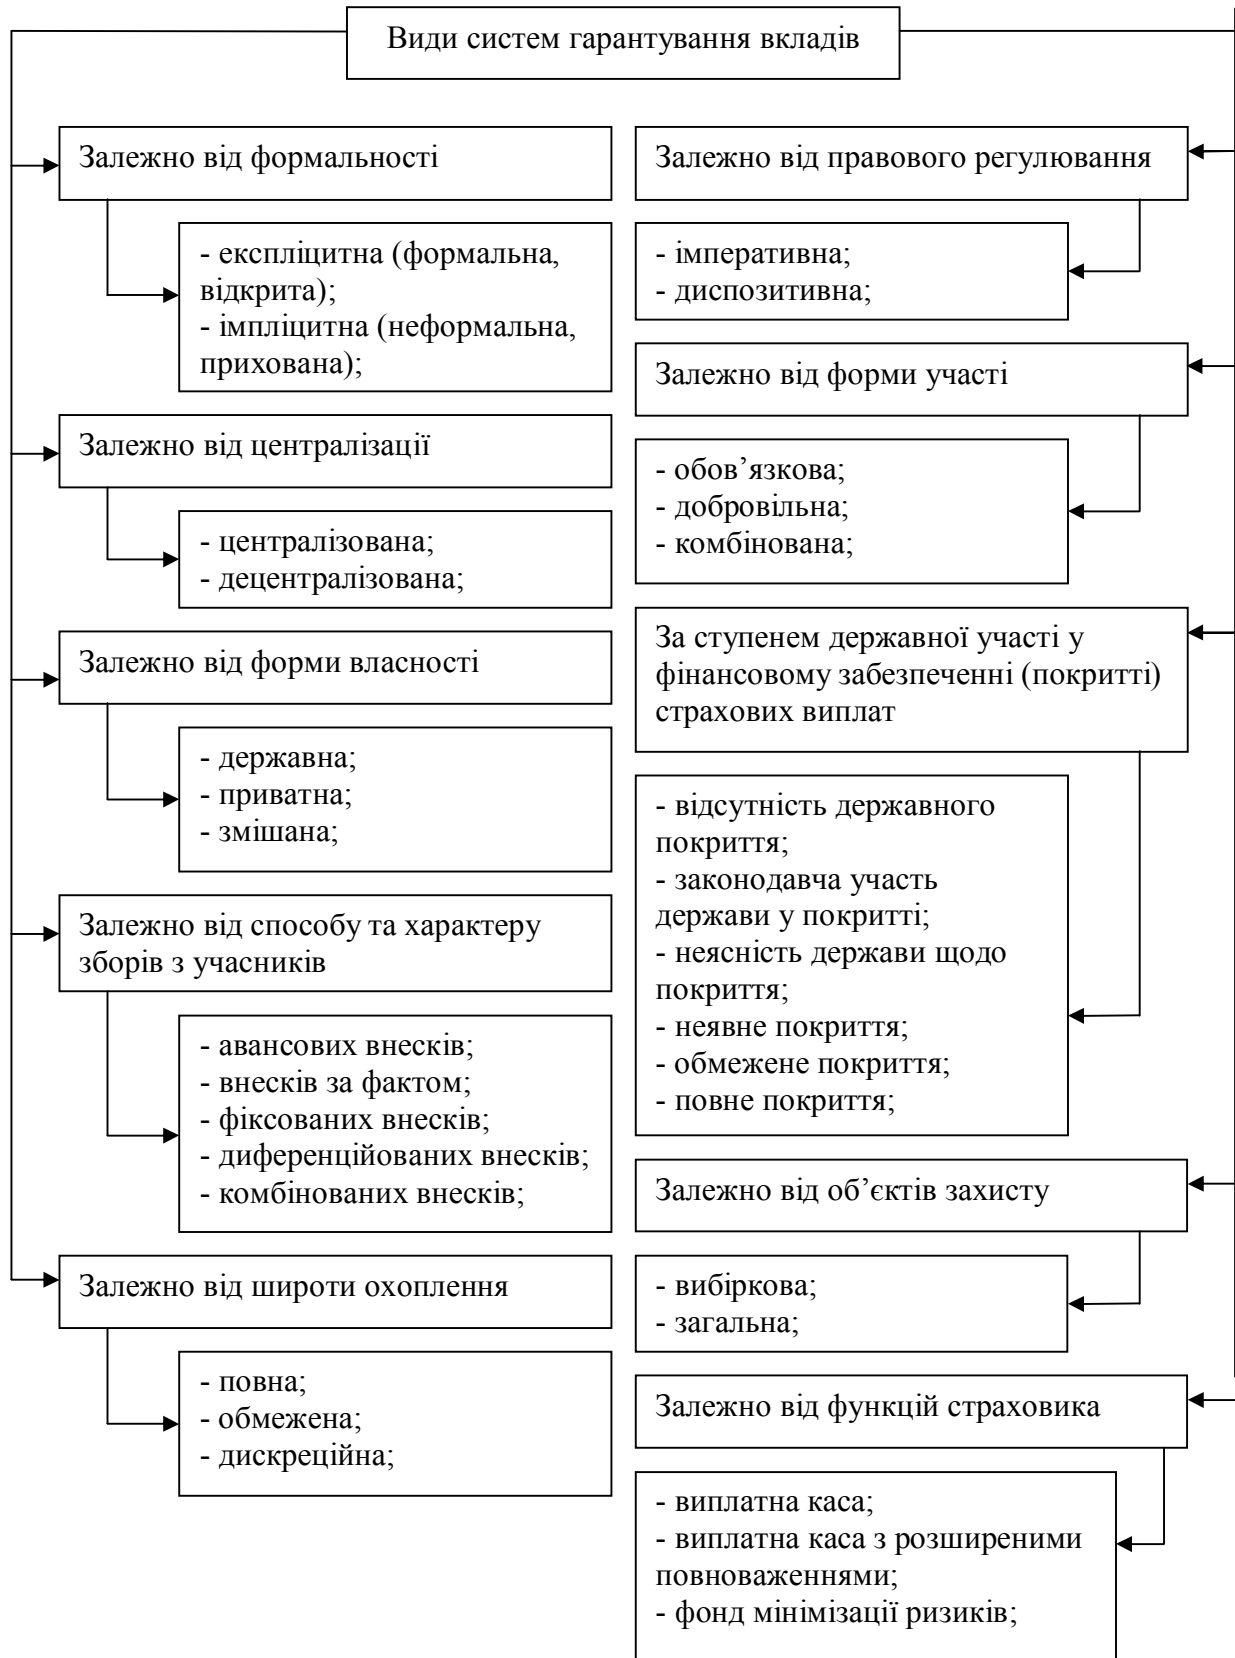 Види систем гарантування вкладів
Залежно від формальності
- експліцитна (формальна,
відкрита);
- імпліцитна (неформальна,
прихована);
Залежно від централізації
- централізована;
- децентралізована;
Залежно від форми власності
- державна;
- приватна;
- змішана;
Залежно від способу та характеру
зборів з учасників
- авансових внесків;
- внесків за фактом;
- фіксованих внесків;
- диференційованих внесків;
- комбінованих внесків;
Залежно від широти охоплення
- повна;
- обмежена;
- дискреційна;
Залежно від правового регулювання
- імперативна;
- диспозитивна;
Залежно від форми участі
- обов’язкова;
- добровільна;
- комбінована;
За ступенем державної участі у
фінансовому забезпеченні (покритті)
страхових виплат
- відсутність державного
покриття;
- законодавча участь
держави у покритті;
- неясність держави щодо
покриття;
- неявне покриття;
- обмежене покриття;
- повне покриття;
Залежно від об’єктів захисту
- вибіркова;
- загальна;
Залежно від функцій страховика
- виплатна каса;
- виплатна каса з розширеними
повноваженнями;
- фонд мінімізації ризиків;